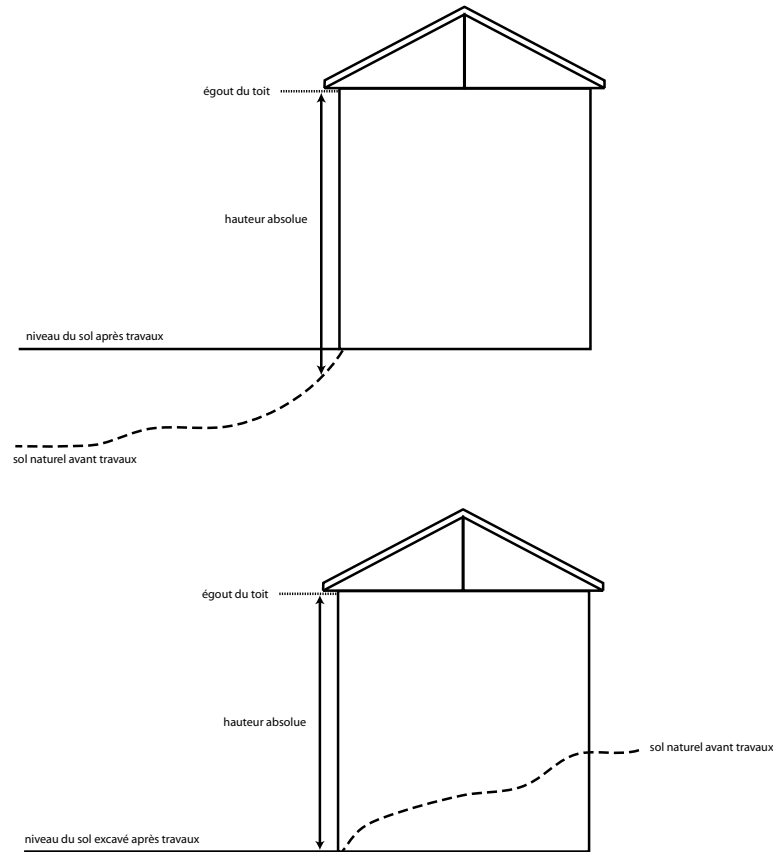 égout du toit
hauteur absolue
niveau du sol après travaux
sol naturel avant travaux
égout du toit
hauteur absolue
sol naturel avant travaux
niveau du sol excavé après travaux